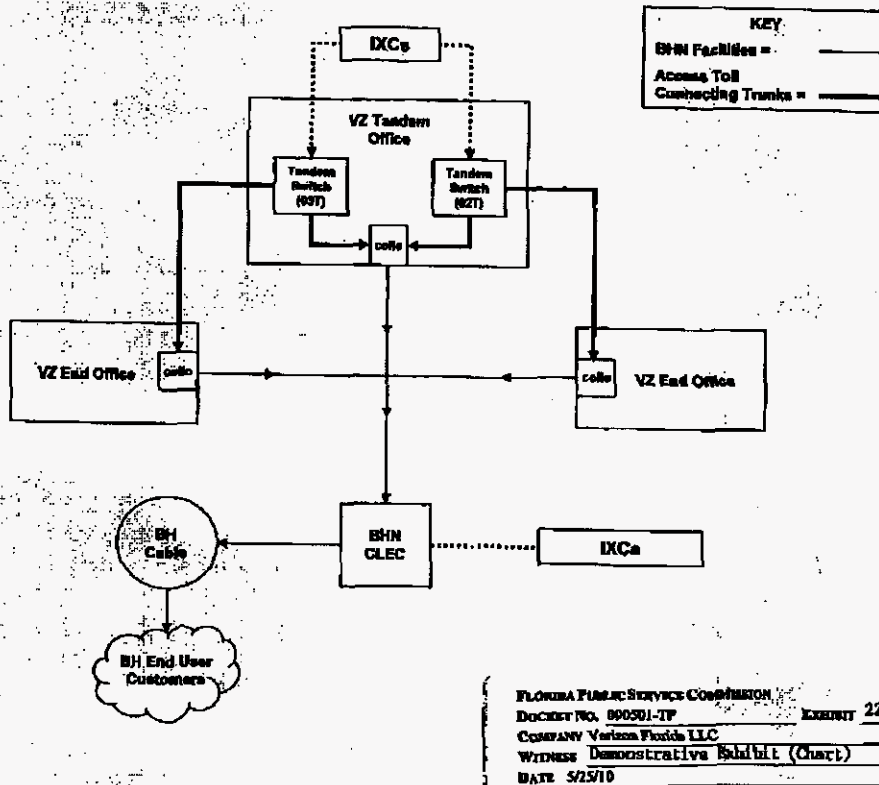 KEY
BHN Facilities =
Access Toll
Connecting Trunks =
IXCs
VZ Tandem
Office
Tandem
Switch
(03T)
Tandem
Switch
(02T)
collo
VZ End Office
collo
collo
VZ End Office
BH
Cable
BHN
CLEC
IXCs
BH End User
Customers
FLORIDA PUBLIC SERVICE COMMISSION
DOCKET NO. 090501-TP EXHIBIT 22
COMPANY Verizon Florida LLC
WITNESS Demonstrative Exhibit (Chart)
DATE 5/25/10